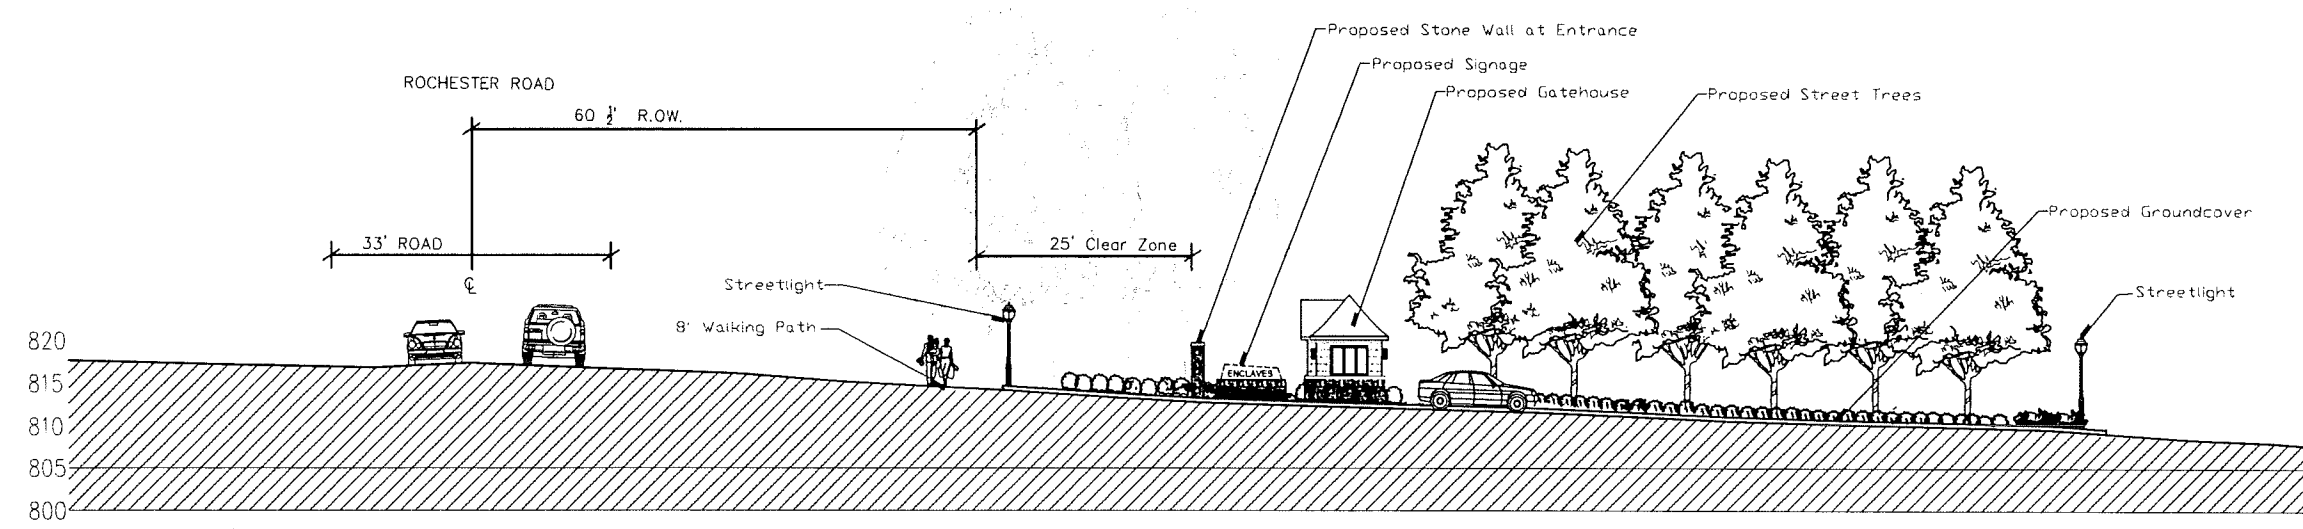 Proposed Stone Wall at Entrance
Proposed Signage
ROCHESTER ROAD
Proposed Gatehouse
Proposed Street Trees
60 ½' R.OW.
Proposed Groundcover
33' ROAD
25' Clear Zone
℄
Streetlight
Streetlight
8' Walking Path
820
ENCLAVES
815
810
805
800